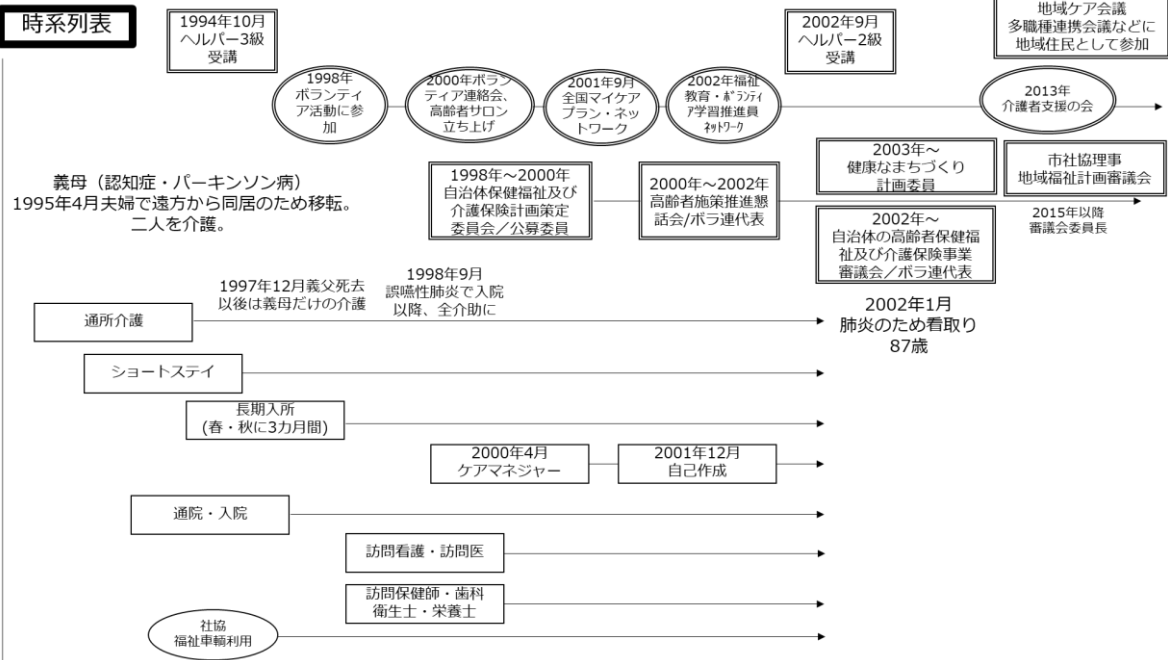 時系列表
1994年10月
ヘルパー3級
受講
2002年9月
ヘルパー2級
受講
地域ケア会議
多職種連携会議などに
地域住民として参加
1998年
ボランティ
ア活動に参
加
2000年ボラン
ティア連絡会、
高齢者サロン
立ち上げ
2001年9月
全国マイケア
プラン・ネッ
トワーク
2002年福祉
教育・ボランティ
ア学習推進員
ネットワーク
2013年
介護者支援の会
義母（認知症・パーキンソン病）
1995年4月夫婦で遠方から同居のため移転。
二人を介護。
1998年～2000年
自治体保健福祉及び
介護保険計画策定
委員会／公募委員
2000年～2002年
高齢者施策推進懇
話会/ボラ連代表
2003年～
健康なまちづくり
計画委員
市社協理事
地域福祉計画審議会
2002年～
自治体の高齢者保健福
祉及び介護保険事業
審議会／ボラ連代表
2015年以降
審議会委員長
1997年12月義父死去
以後は義母だけの介護
1998年9月
誤嚥性肺炎で入院
以降、全介助に
2002年1月
肺炎のため看取り
87歳
通所介護
ショートステイ
長期入所
(春・秋に3カ月間)
2000年4月
ケアマネジャー
2001年12月
自己作成
通院・入院
訪問看護・訪問医
訪問保健師・歯科
衛生士・栄養士
社協
福祉車輌利用